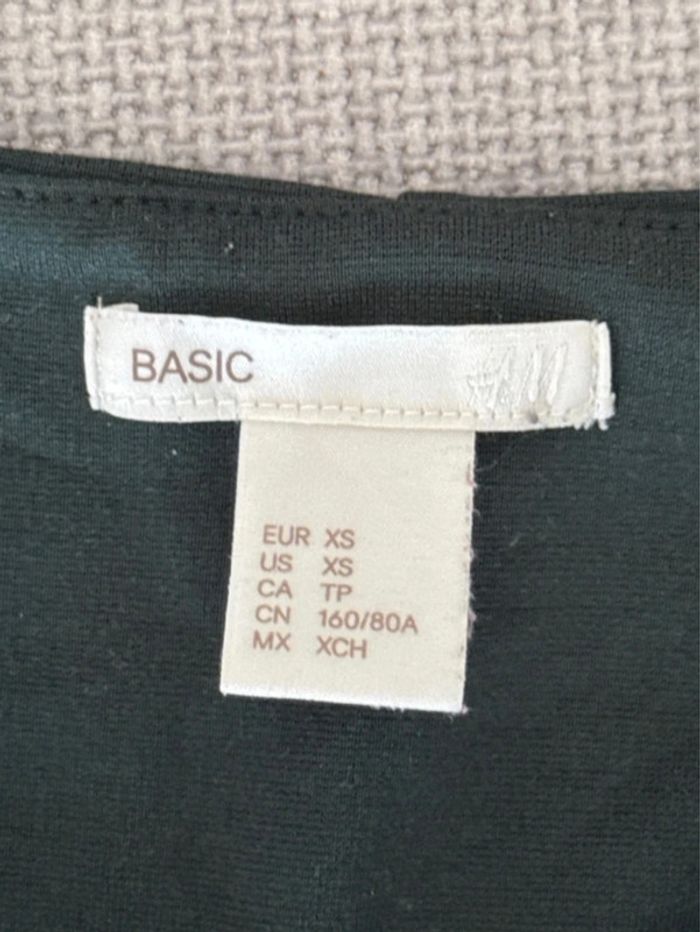 BASIC H&M
EUR XS
US XS
CA TP
CN 160/80A
MX XCH